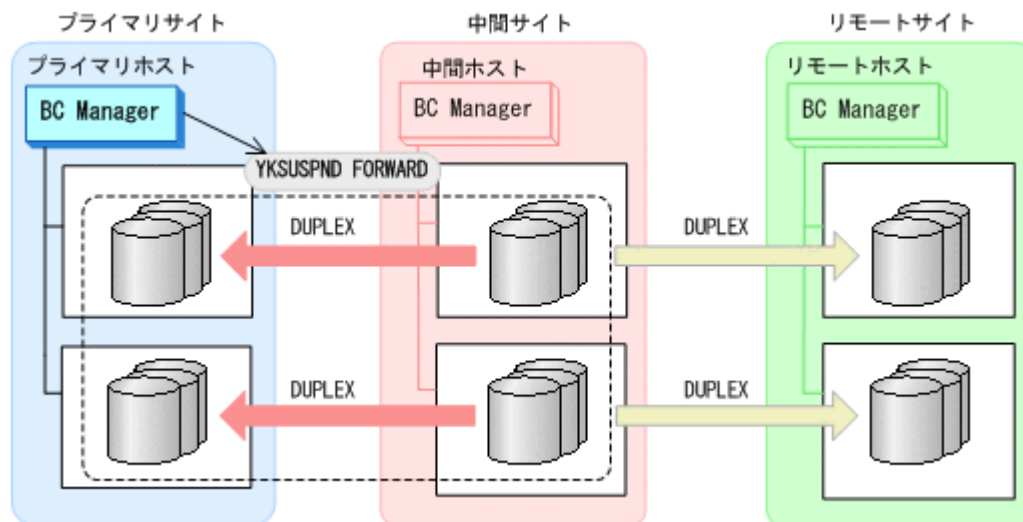 プライマリサイト
中間サイト
リモートサイト
プライマリホスト
中間ホスト
リモートホスト
BC Manager
BC Manager
BC Manager
YKSUSPND FORWARD
DUPLEX
DUPLEX
DUPLEX
DUPLEX